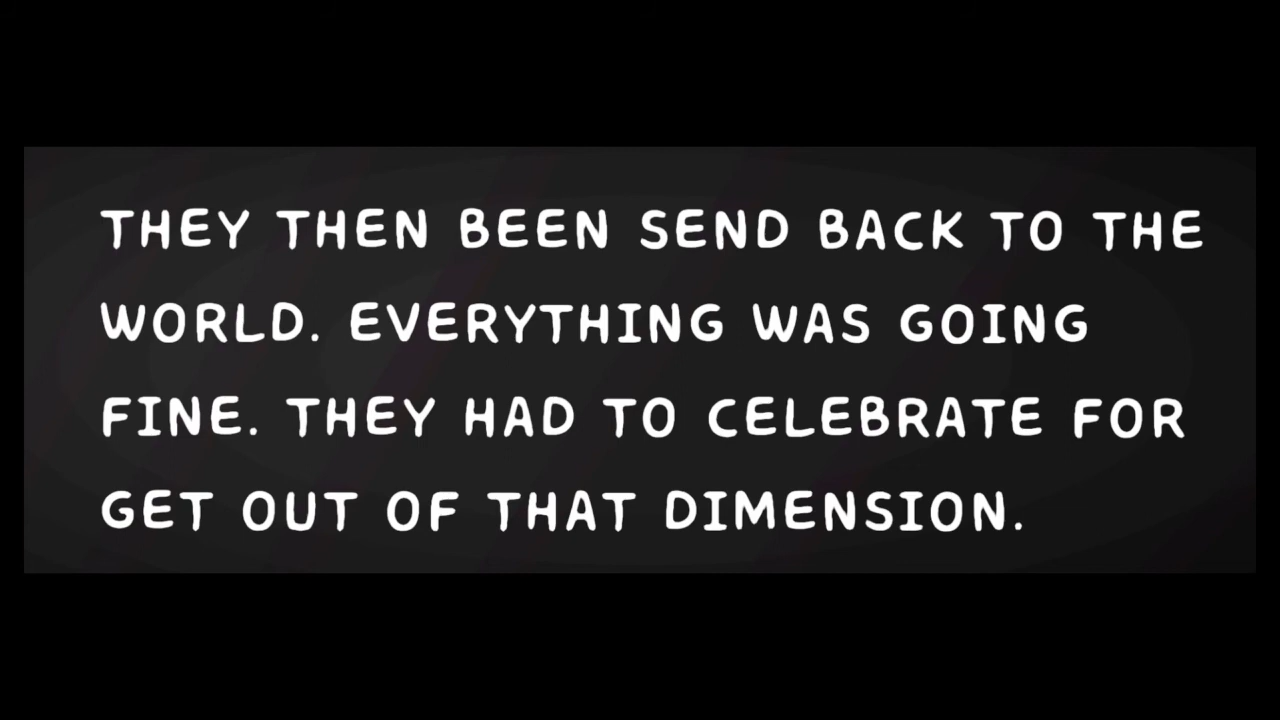 THEY THEN BEEN SEND BACK TO THE
WORLD. EVERYTHING WAS GOING
FINE. THEY HAD TO CELEBRATE FOR
GET OUT OF THAT DIMENSION.